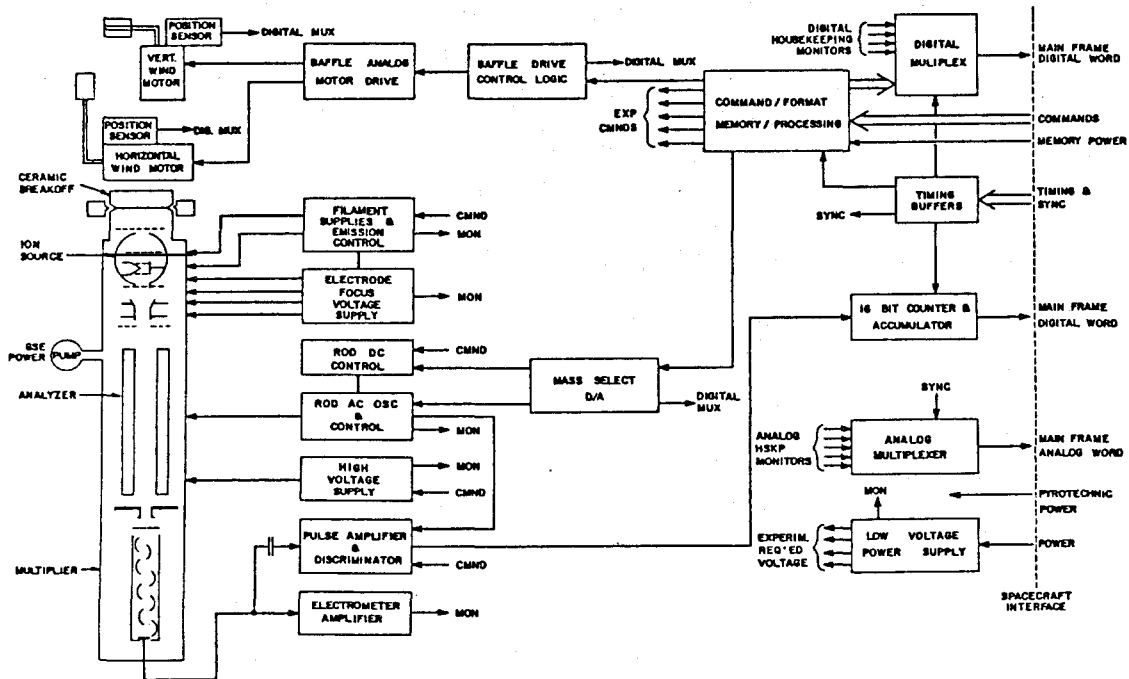 POSITION
SENSOR
DIGITAL MUX
VERT.
WIND
MOTOR
BAFFLE ANALOG
MOTOR DRIVE
BAFFLE DRIVE
CONTROL LOGIC
DIGITAL MUX
DIGITAL
HOUSEKEEPING
MONITORS
DIGITAL
MULIPLEX
MAIN FRAME
DIGITAL WORD
EXP
CMNDS
COMMAND / FORMAT
MEMORY / PROCESSING
COMMANDS
MEMORY POWER
POSITION
SENSOR
DIG. MUX
HORIZONTAL
WIND MOTOR
CERAMIC
BREAKOFF
TIMING
BUFFERS
TIMING &
SYNC
SYNC
FILAMENT
SUPPLIES &
EMISSION
CONTROL
CMND
MON
ION
SOURCE
ELECTRODE
FOCUS
VOLTAGE
SUPPLY
MON
16 BIT COUNTER &
ACCUMULATOR
MAIN FRAME
DIGITAL WORD
GSE
POWER
PUMP
ROD DC
CONTROL
CMND
MASS SELECT
D/A
DIGITAL
MUX
ANALYZER
ROD AC OSC
&
CONTROL
MON
SYNC
ANALOG
HSKP
MONITORS
ANALOG
MULTIPLEXER
MAIN FRAME
ANALOG WORD
HIGH
VOLTAGE
SUPPLY
MON
CMND
MON
PYROTECHNIC
POWER
PULSE AMPLIFIER
&
DISCRIMINATOR
CMND
EXPERIM.
REQ'ED
VOLTAGE
LOW VOLTAGE
POWER SUPPLY
POWER
MULTIPLIER
ELECTROMETER
AMPLIFIER
MON
SPACECRAFT
INTERFACE